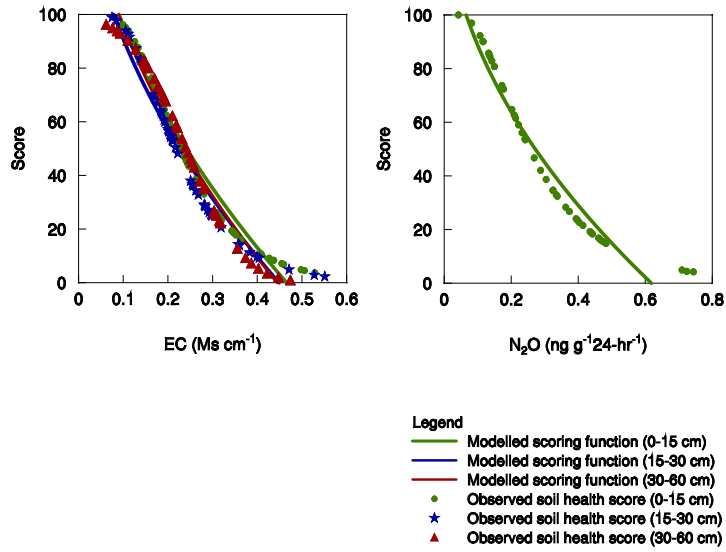 100
80
60
40
20
0
Score
0 0.1 0.2 0.3 0.4 0.5 0.6
EC (Ms cm⁻¹)
100
80
60
40
20
0
Score
0 0.2 0.4 0.6 0.8
N₂O (ng g⁻¹24-hr⁻¹)
Legend
Modelled scoring function (0-15 cm)
Modelled scoring function (15-30 cm)
Modelled scoring function (30-60 cm)
Observed soil health score (0-15 cm)
Observed soil health score (15-30 cm)
Observed soil health score (30-60 cm)